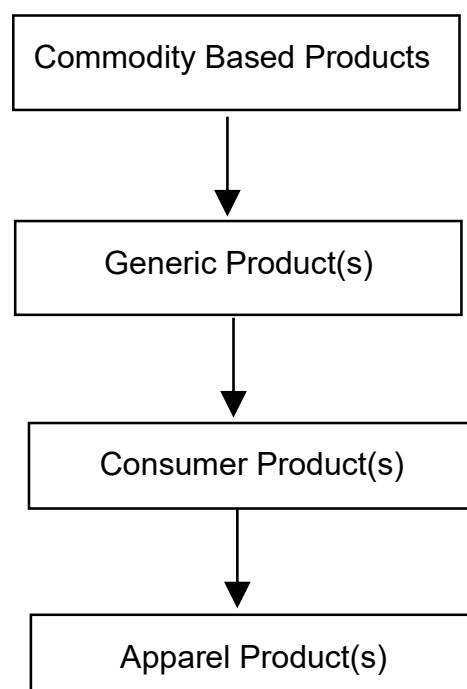 Commodity Based Products
Generic Product(s)
Consumer Product(s)
Apparel Product(s)